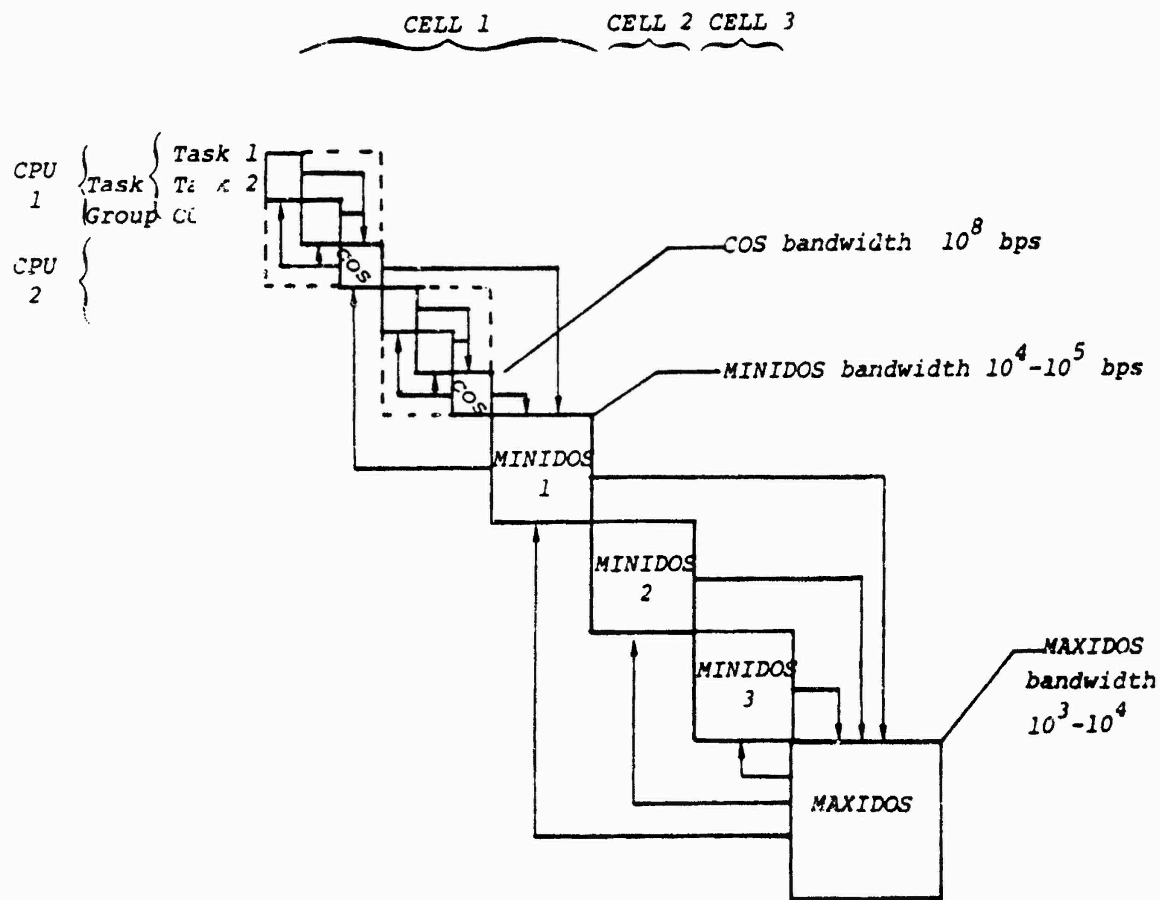 CELL 1 CELL 2 CELL 3
CPU
1
Task
Group
Task 1
2
CPU
2
COS
COS
COS bandwidth 10^8 bps
MINIDOS bandwidth 10^4-10^5 bps
MINIDOS
1
MINIDOS
2
MINIDOS
3
MAXIDOS
bandwidth
10^3-10^4
MAXIDOS